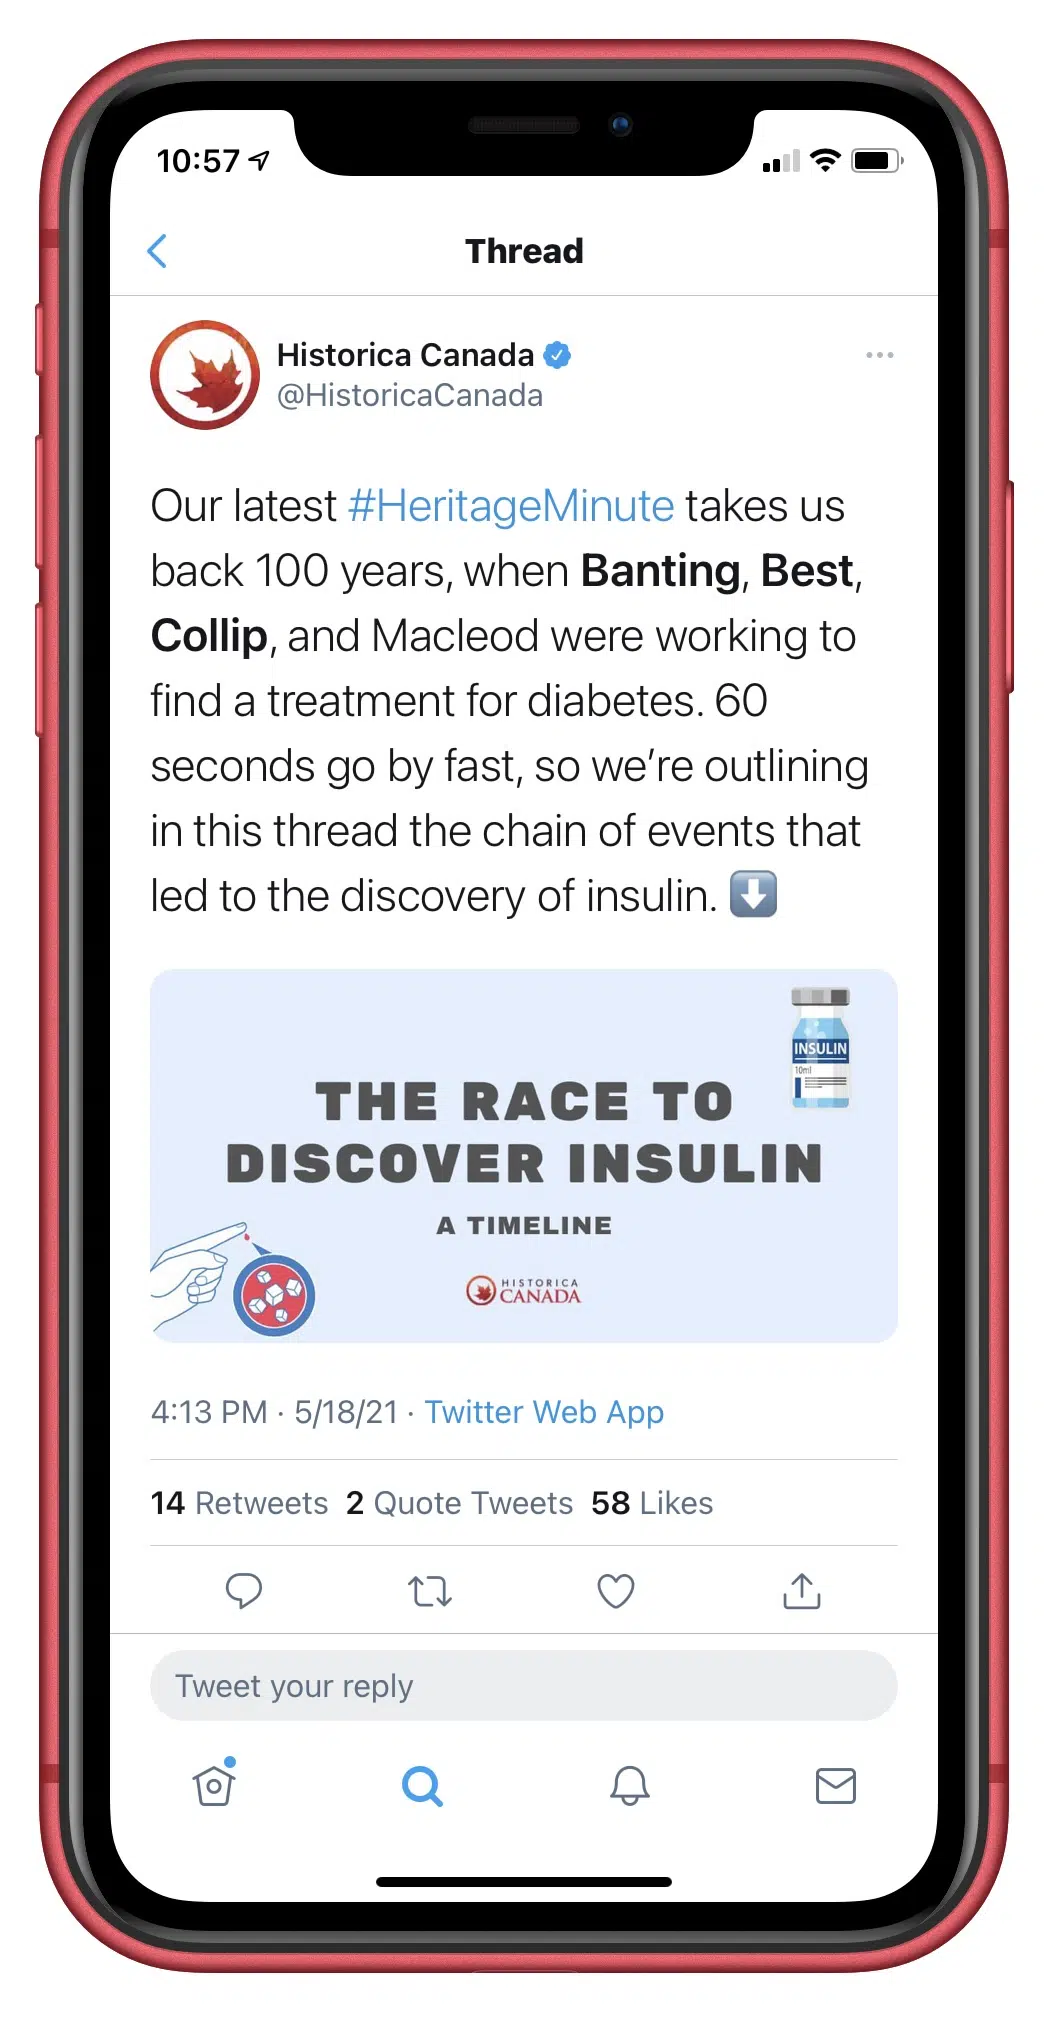 10:57
Thread
Historica Canada
@HistoricaCanada
Our latest #HeritageMinute takes us
back 100 years, when Banting, Best,
Collip, and Macleod were working to
find a treatment for diabetes. 60
seconds go by fast, so we’re outlining
in this thread the chain of events that
led to the discovery of insulin. ⬇️
INSULIN
10ml
THE RACE TO
DISCOVER INSULIN
A TIMELINE
HISTORICA
CANADA
4:13 PM · 5/18/21 · Twitter Web App
14 Retweets 2 Quote Tweets 58 Likes
Tweet your reply